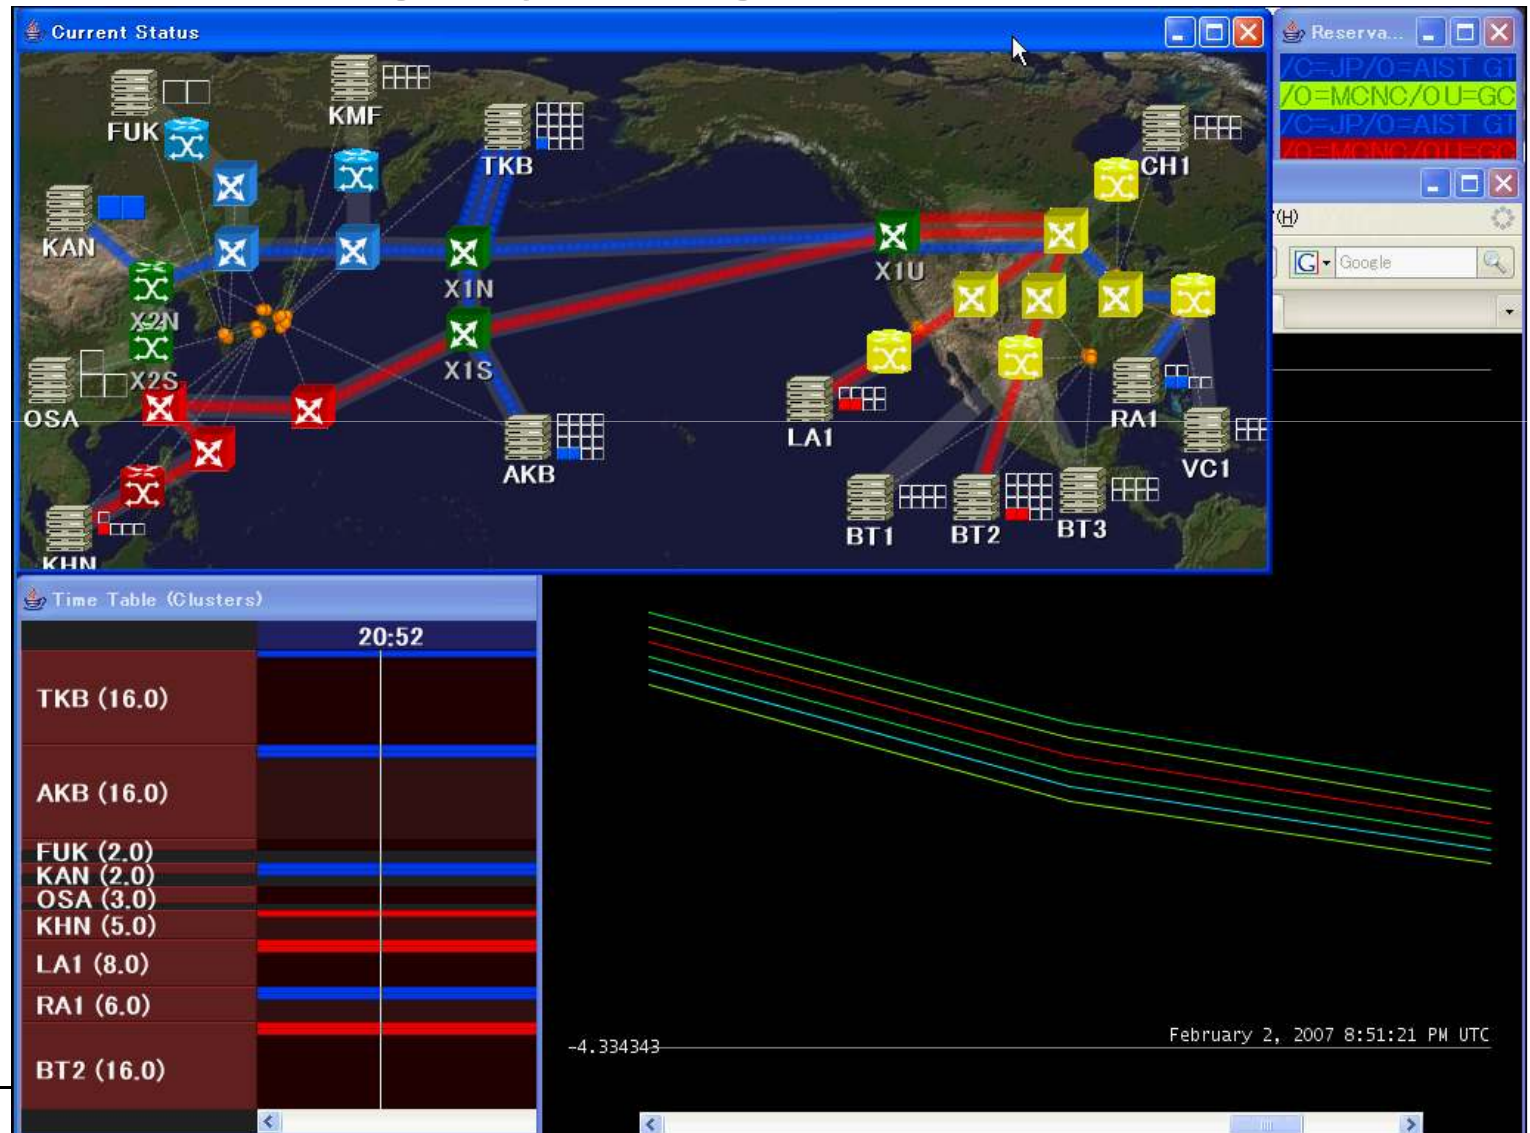 Current Status
Reserva...
/C=JP/O=AIST GT
/O=MCNC/OU=GC
/C=JP/O=AIST GT
/O=MCNC/OU=GC
(H)
G
Google
FUK
KMF
TKB
CH1
KAN
X1N
X1U
X2N
X1S
X2S
OSA
LA1
RA1
AKB
VC1
BT1
BT2
BT3
KHN
Time Table (Clusters)
20:52
TKB (16.0)
AKB (16.0)
FUK (2.0)
KAN (2.0)
OSA (3.0)
KHN (5.0)
LA1 (8.0)
RA1 (6.0)
BT2 (16.0)
February 2, 2007 8:51:21 PM UTC
-4.334343